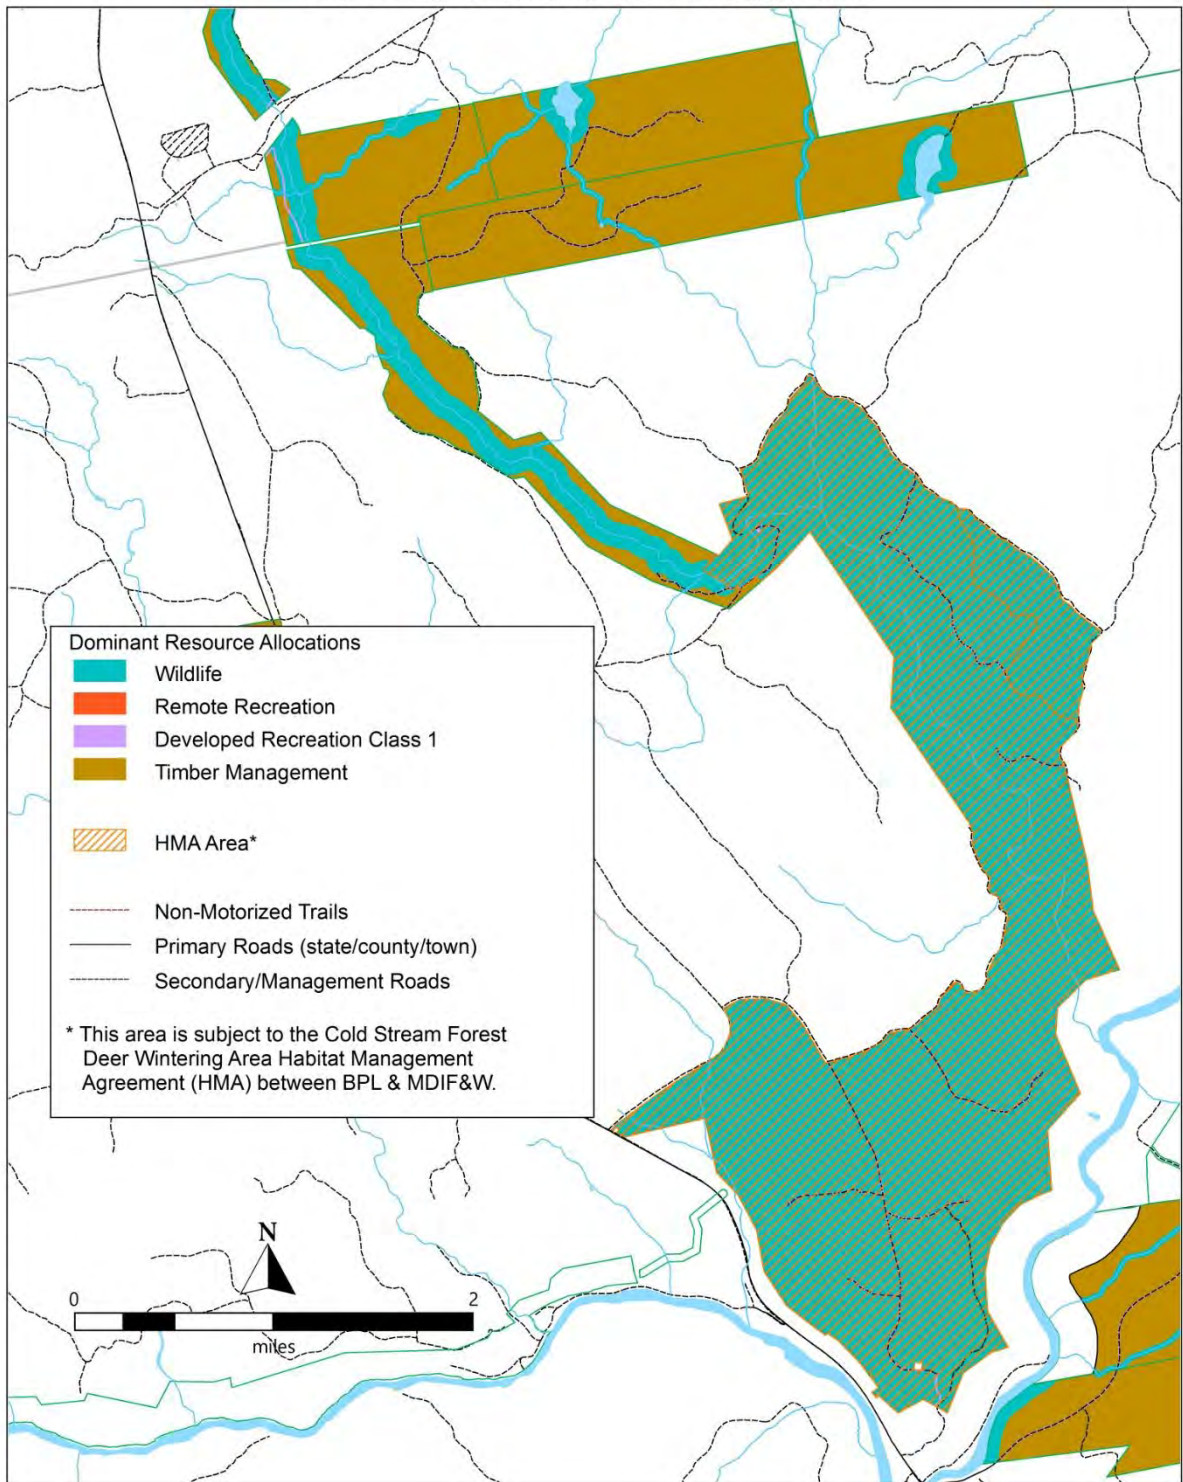 Dominant Resource Allocations
Wildlife
Remote Recreation
Developed Recreation Class 1
Timber Management
HMA Area*
Non-Motorized Trails
Primary Roads (state/county/town)
Secondary/Management Roads
* This area is subject to the Cold Stream Forest
Deer Wintering Area Habitat Management
Agreement (HMA) between BPL & MDIF&W.
N
0 2
miles